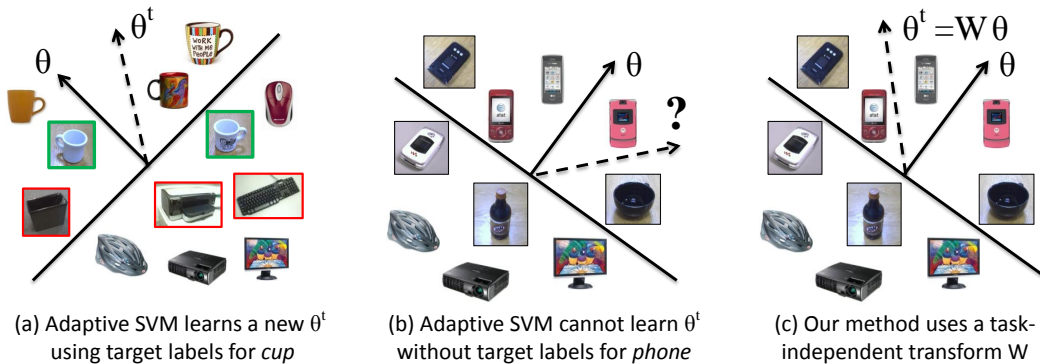 θ
θᵗ
WORK
WITH ME
PEOPLE
(a) Adaptive SVM learns a new θᵗ
using target labels for cup
θ
?
at&t
(b) Adaptive SVM cannot learn θᵗ
without target labels for phone
θᵗ =Wθ
θ
(c) Our method uses a task-
independent transform W